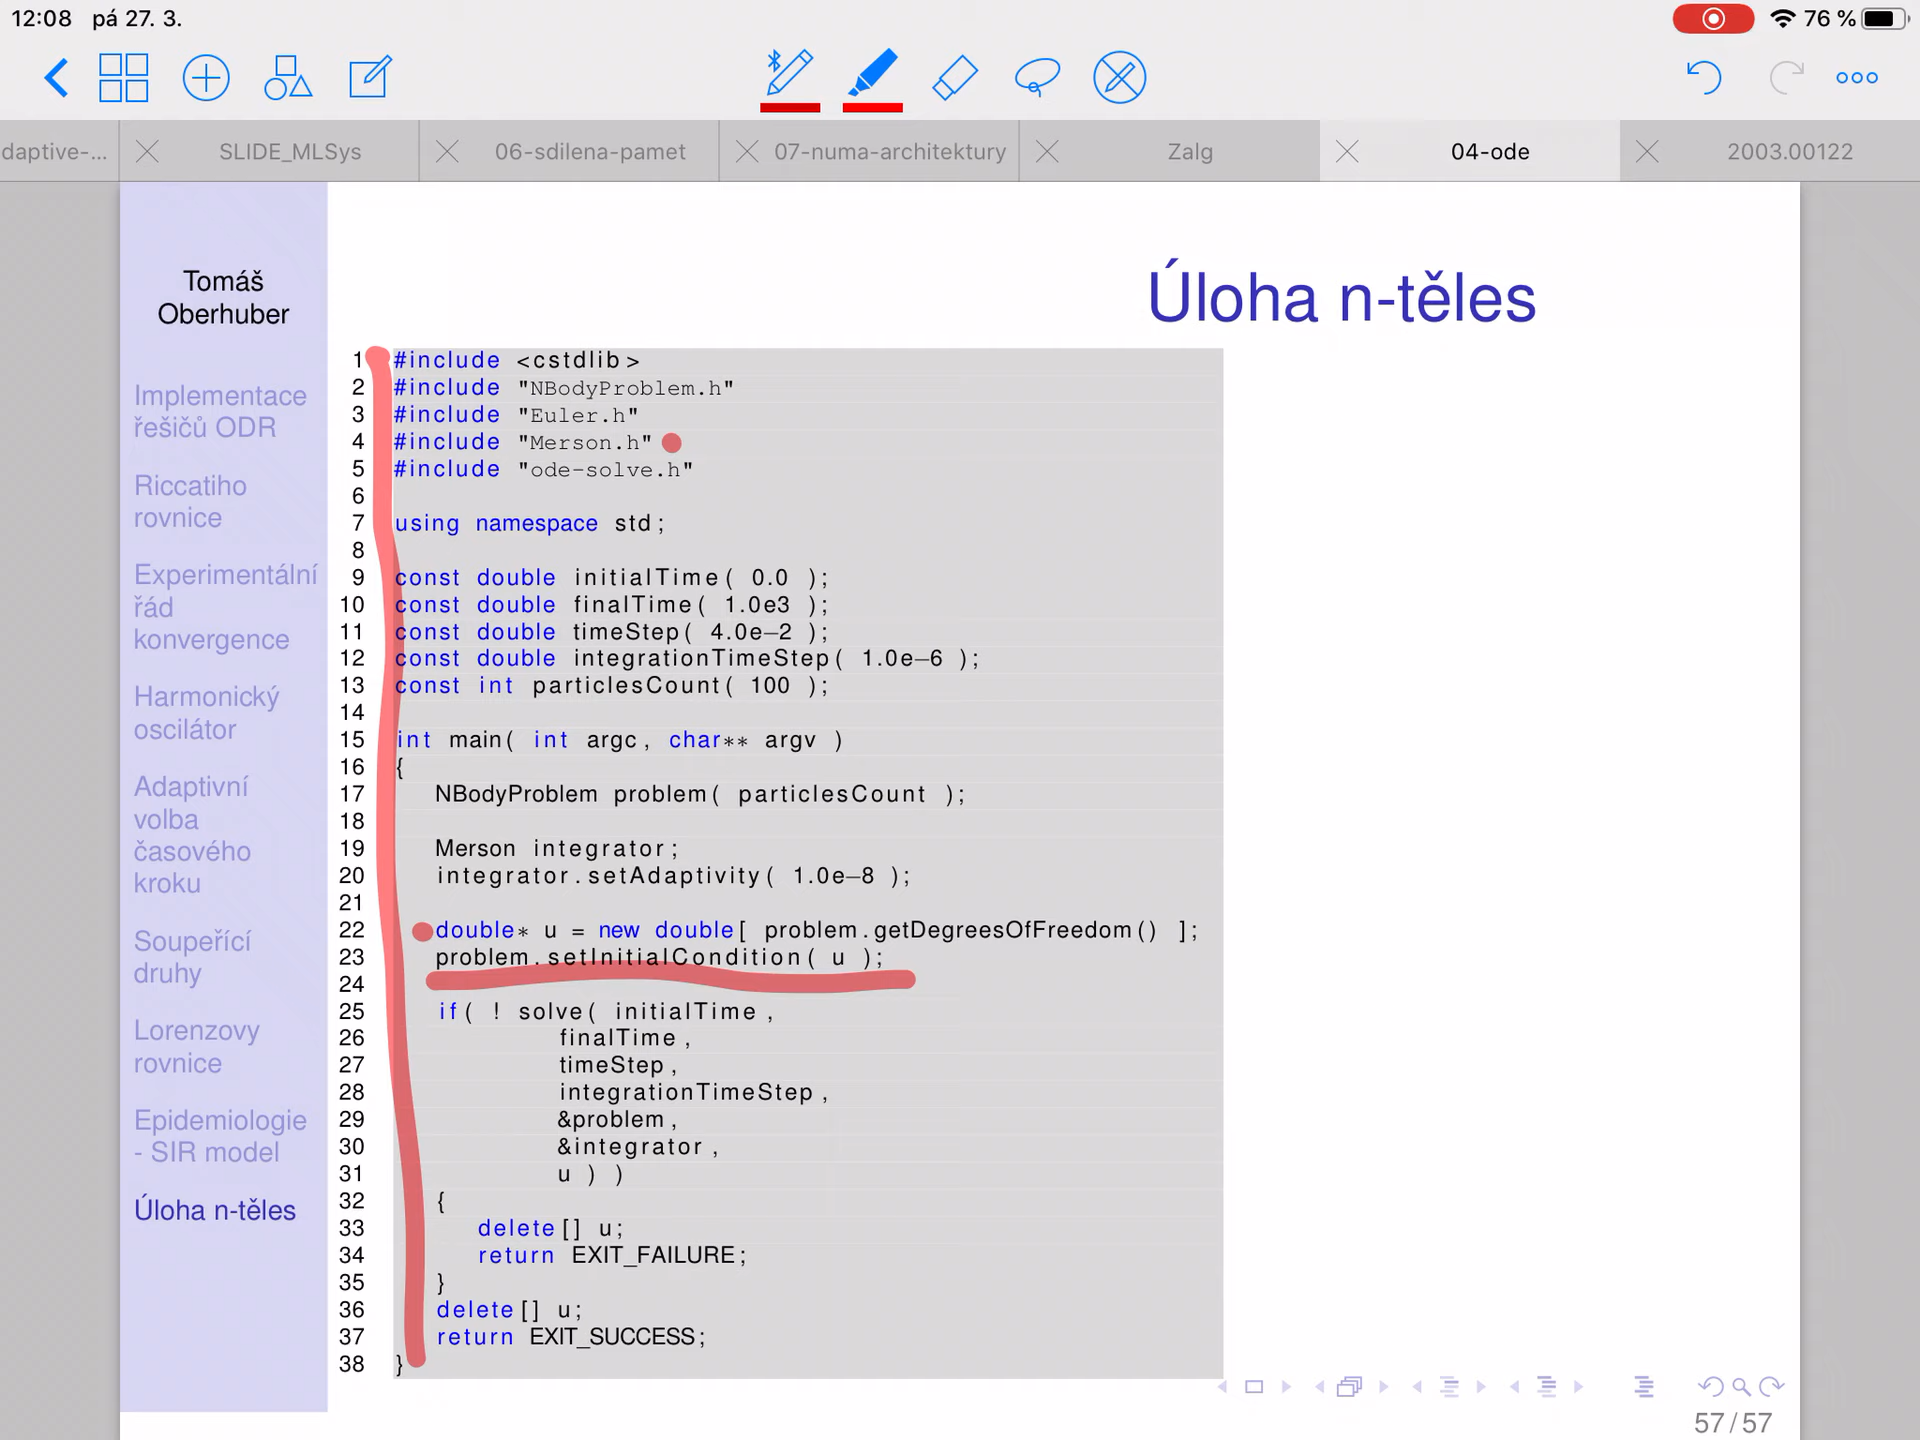 12:08 pá 27. 3.
76 %
daptive-...
SLIDE_MLSys
06-sdilena-pamet
07-numa-architektury
Zalg
04-ode
2003.00122
Tomáš
Oberhuber
Implementace
řešičů ODR
Riccatiho
rovnice
Experimentální
řád
konvergence
Harmonický
oscilátor
Adaptivní
volba
časového
kroku
Soupeřící
druhy
Lorenzovy
rovnice
Epidemiologie
- SIR model
Úloha n-těles
Úloha n-těles
1 #include <cstdlib>
2 #include "NBodyProblem.h"
3 #include "Euler.h"
4 #include "Merson.h"
5 #include "ode-solve.h"
6
7 using namespace std;
8
9 const double initialTime( 0.0 );
10 const double finalTime( 1.0e3 );
11 const double timeStep( 4.0e-2 );
12 const double integrationTimeStep( 1.0e-6 );
13 const int particlesCount( 100 );
14
15 int main( int argc, char** argv )
16 {
17 NBodyProblem problem( particlesCount );
18
19 Merson integrator;
20 integrator.setAdaptivity( 1.0e-8 );
21
22 double* u = new double[ problem.getDegreesOfFreedom() ];
23 problem.setInitialCondition( u );
24
25 if( ! solve( initialTime,
26 finalTime,
27 timeStep,
28 integrationTimeStep,
29 &problem,
30 &integrator,
31 u ) )
32 {
33 delete[] u;
34 return EXIT_FAILURE;
35 }
36 delete[] u;
37 return EXIT_SUCCESS;
38 }
57/57